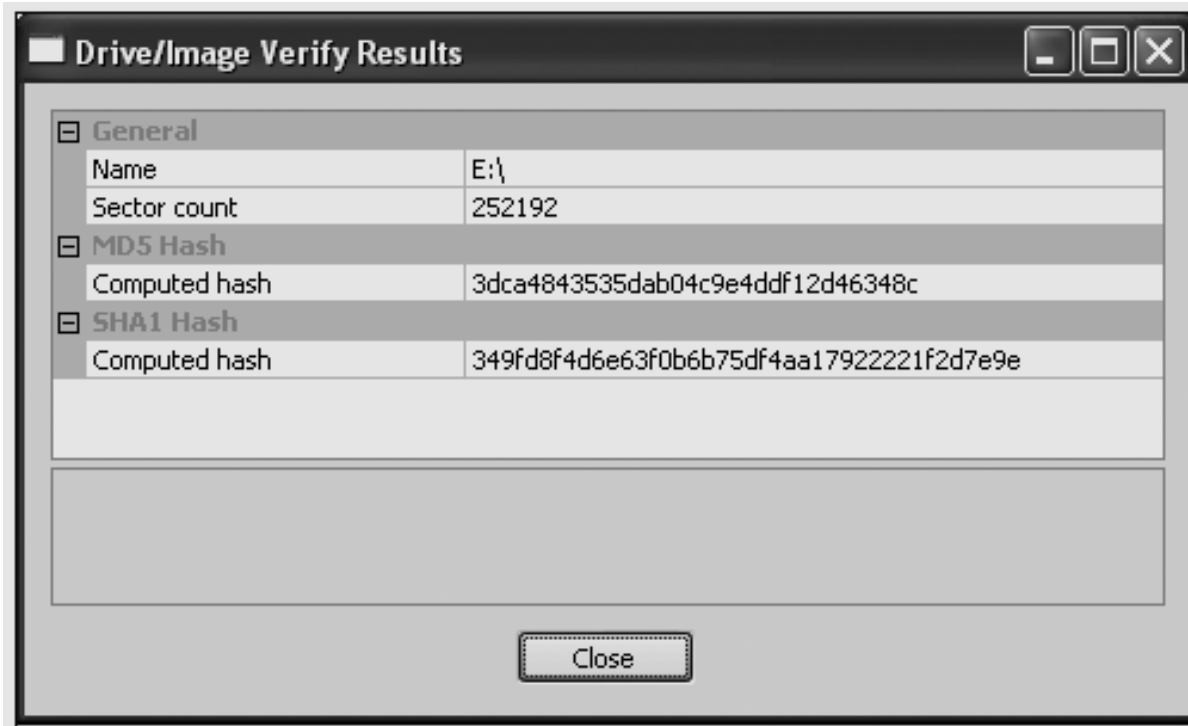 Drive/Image Verify Results
General
Name E:\
Sector count 252192
MD5 Hash
Computed hash 3dca4843535dab04c9e4ddf12d46348c
SHA1 Hash
Computed hash 349fd8f4d6e63f0b6b75df4aa17922221f2d7e9e
Close